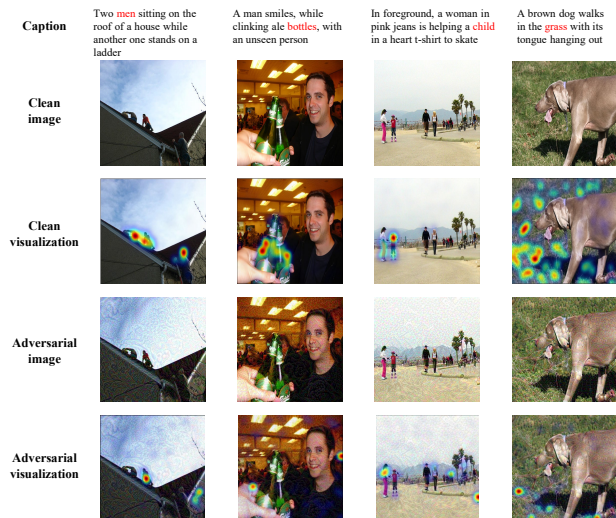 Caption
Two men sitting on the
roof of a house while
another one stands on a
ladder
A man smiles, while
clinking ale bottles, with
an unseen person
In foreground, a woman in
pink jeans is helping a child
in a heart t-shirt to skate
A brown dog walks
in the grass with its
tongue hanging out
Clean
image
Clean
visualization
Adversarial
image
Adversarial
visualization